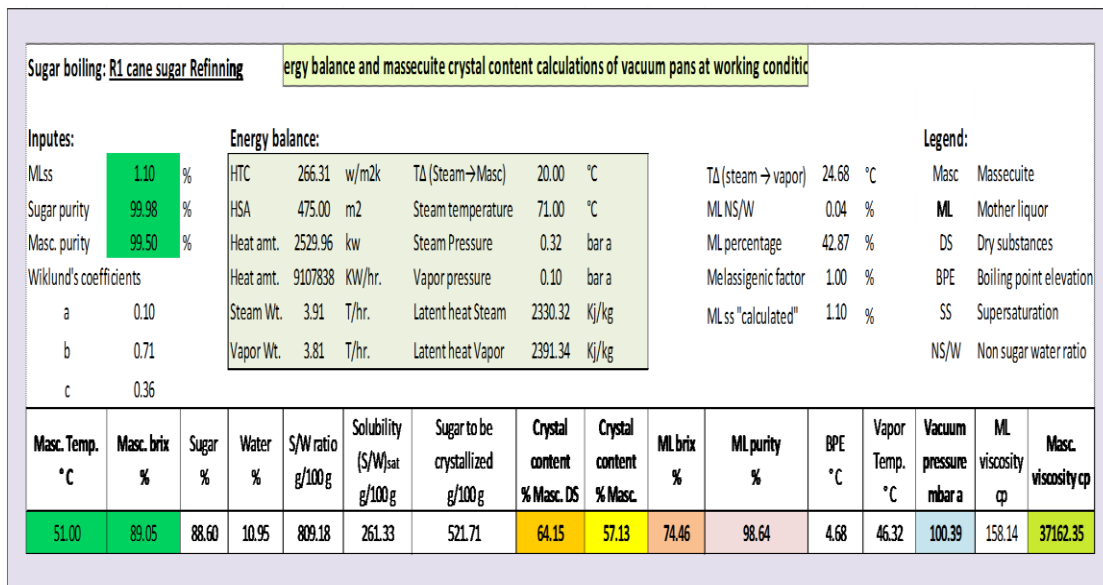 Sugar boiling: R1 cane sugar Refinning
ergy balance and massecuite crystal content calculations of vacuum pans at working conditic
Inputes: Energy balance: Legend:
MLss 1.10 % HTC 266.31 w/m2k TΔ (Steam→Masc) 20.00 °C TΔ (steam → vapor) 24.68 °C Masc Massecuite
Sugar purity 99.98 % HSA 475.00 m2 Steam temperature 71.00 °C ML NS/W 0.04 % ML Mother liquor
Masc. purity 99.50 % Heat amt. 2529.96 kw Steam Pressure 0.32 bar a ML percentage 42.87 % DS Dry substances
Wiklund's coefficients Heat amt. 9107838 KW/hr. Vapor pressure 0.10 bar a Melassigenic factor 1.00 % BPE Boiling point elevation
a 0.10 Steam Wt. 3.91 T/hr. Latent heat Steam 2330.32 Kj/kg ML ss "calculated" 1.10 % SS Supersaturation
b 0.71 Vapor Wt. 3.81 T/hr. Latent heat Vapor 2391.34 Kj/kg NS/W Non sugar water ratio
c 0.36
Masc. Temp. °C Masc. brix % Sugar % Water % S/W ratio g/100 g Solubility (S/W)sat g/100 g Sugar to be crystallized g/100 g Crystal content % Masc. DS Crystal content % Masc. ML brix % ML purity % BPE °C Vapor Temp. °C Vacuum pressure mbar a ML viscosity cp Masc. viscosity cp
51.00 89.05 88.60 10.95 809.18 261.33 521.71 64.15 57.13 74.46 98.64 4.68 46.32 100.39 158.14 37162.35